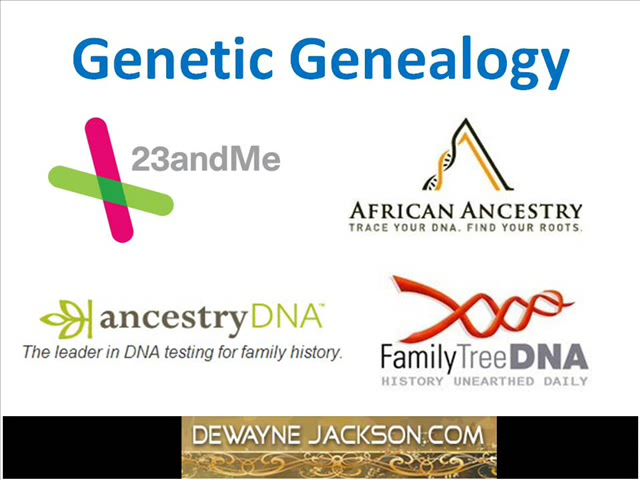 Genetic Genealogy
23andMe
AFRICAN ANCESTRY
TRACE YOUR DNA. FIND YOUR ROOTS.
ancestryDNA™
The leader in DNA testing for family history.
FamilyTreeDNA
HISTORY UNEARTHED DAILY
DEWAYNE JACKSON.COM